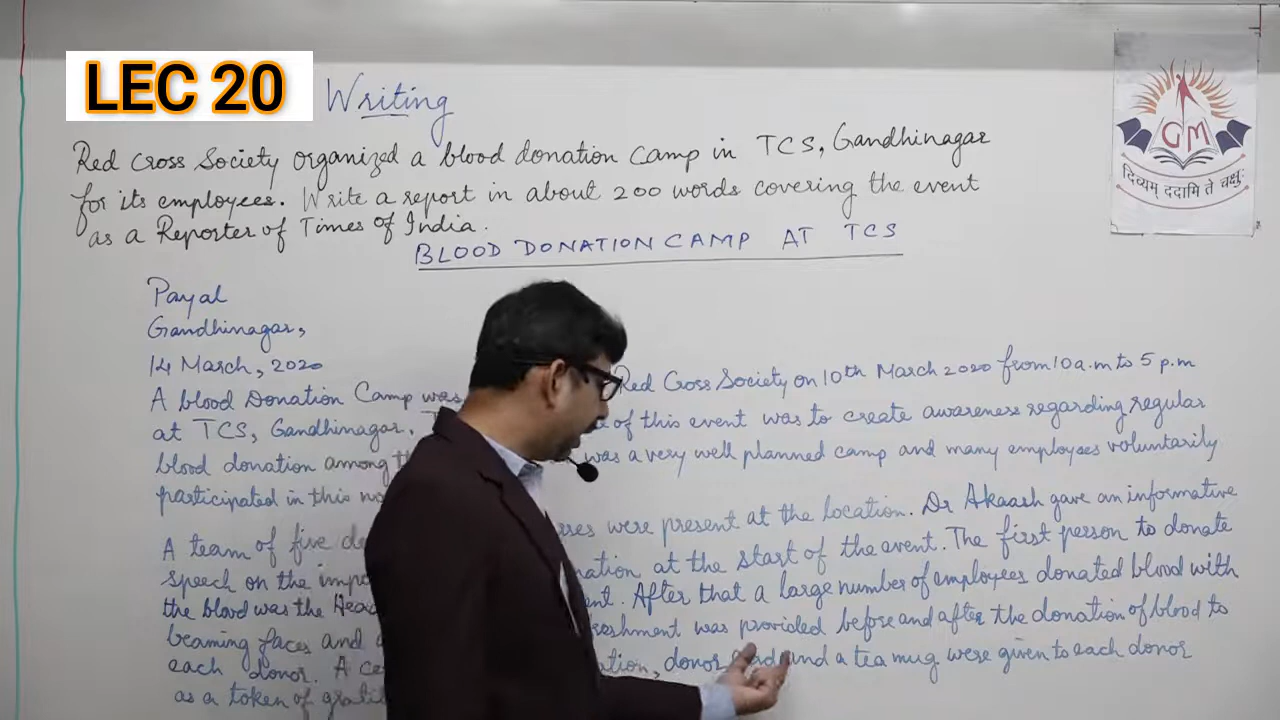 LEC 20
Writing
Red Cross Society organized a blood donation camp in TCS, Gandhinagar
for its employees. Write a report in about 200 words covering the event
as a Reporter of Times of India.
BLOOD DONATION CAMP AT TCS
GM
दिव्यम् ददामि ते चक्षुः
Payal
Gandhinagar,
14 March, 2020
A blood Donation Camp was Red Cross Society on 10th March 2020 from 10 a.m to 5 p.m
at TCS, Gandhinagar. of this event was to create awareness regarding regular
blood donation among was a very well planned camp and many employees voluntarily
participated in this
A team of five were present at the location. Dr Akaash gave an informative
speech on the at the start of the event. The first person to donate
the blood was the After that a large number of employees donated blood with
beaming faces and was provided before and after the donation of blood to
each donor. A donor and a tea mug were given to each donor
as a token of